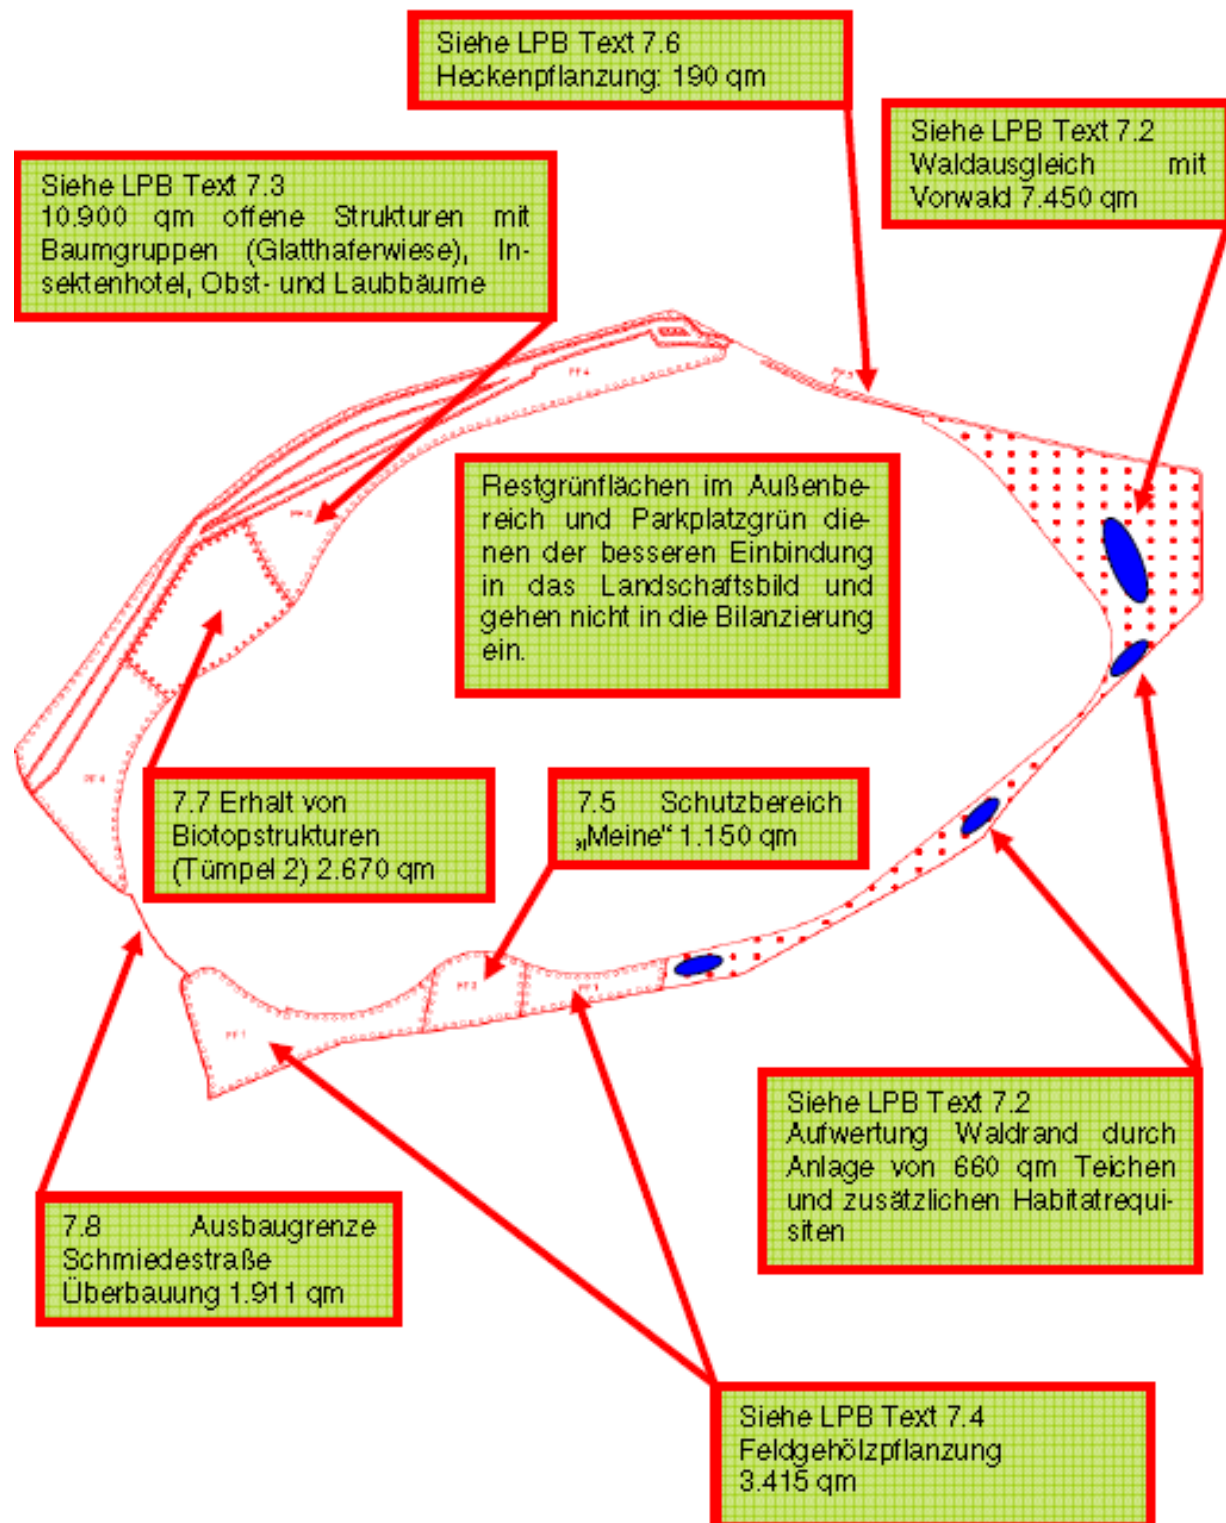 Siehe LPB Text 7.6
Heckenpflanzung: 190 qm
Siehe LPB Text 7.2
Waldausgleich mit
Vorwald 7.450 qm
Siehe LPB Text 7.3
10.900 qm offene Strukturen mit
Baumgruppen (Glatthaferwiese), In-
sektenhotel, Obst- und Laubbäume
PF 4
Restgrünflächen im Außenbe-
reich und Parkplatzgrün die-
nen der besseren Einbindung
in das Landschaftsbild und
gehen nicht in die Bilanzierung
ein.
7.7 Erhalt von
Biotopstrukturen
(Tümpel 2) 2.670 qm
7.5 Schutzbereich
„Meine“ 1.150 qm
PF 1
Siehe LPB Text 7.2
Aufwertung Waldrand durch
Anlage von 660 qm Teichen
und zusätzlichen Habitatrequi-
siten
7.8 Ausbaugrenze
Schmiedestraße
Überbauung 1.911 qm
Siehe LPB Text 7.4
Feldgehölzpflanzung
3.415 qm